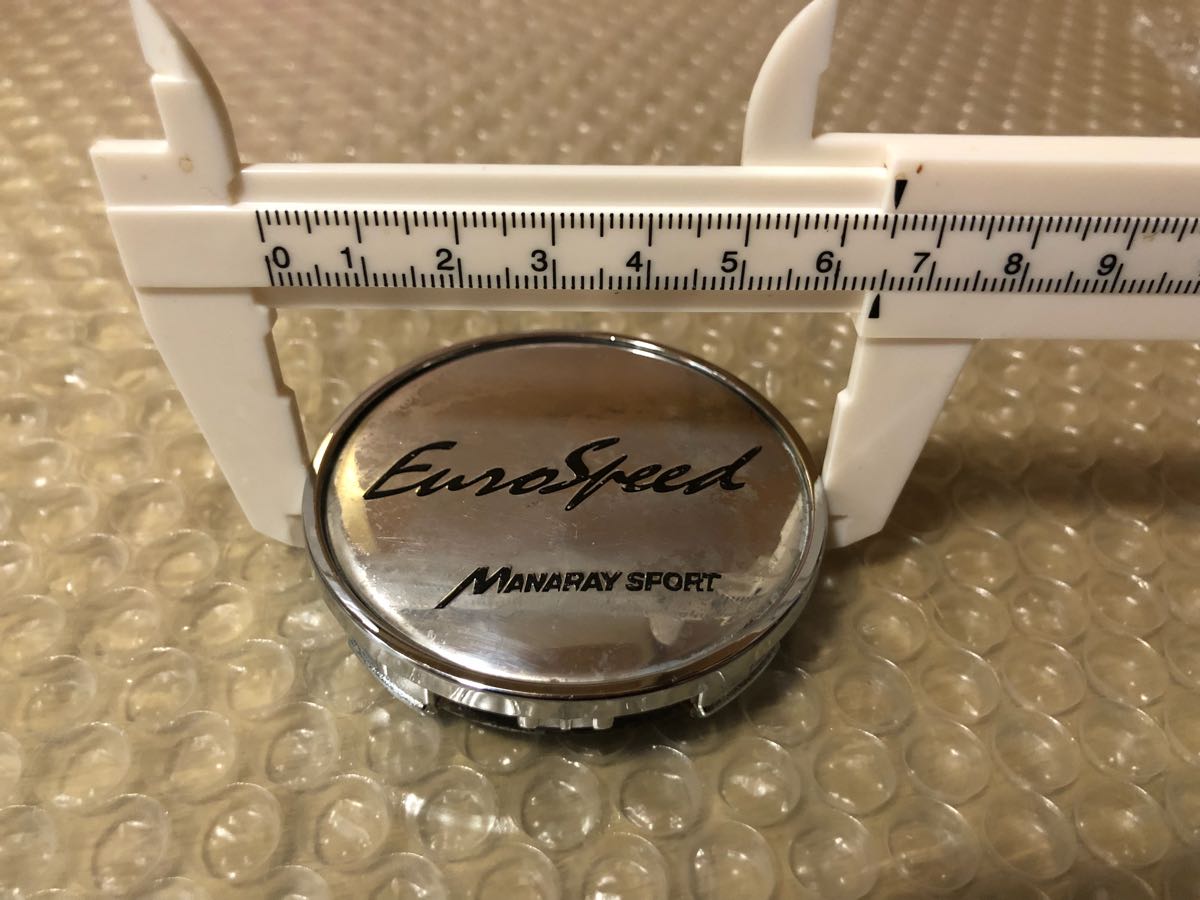 0 1 2 3 4 5 6 7 8 9
EuroSpeed
MANARAY SPORT